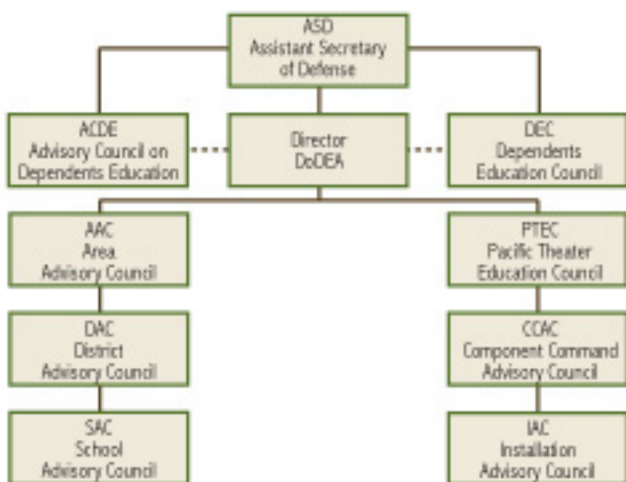 ASD
Assistant Secretary
of Defense
ACDE
Advisory Council on
Dependents Education
Director
DoDEA
DEC
Dependents
Education Council
AAC
Area
Advisory Council
PTEC
Pacific Theater
Education Council
DAC
District
Advisory Council
CCAC
Component Command
Advisory Council
SAC
School
Advisory Council
IAC
Installation
Advisory Council